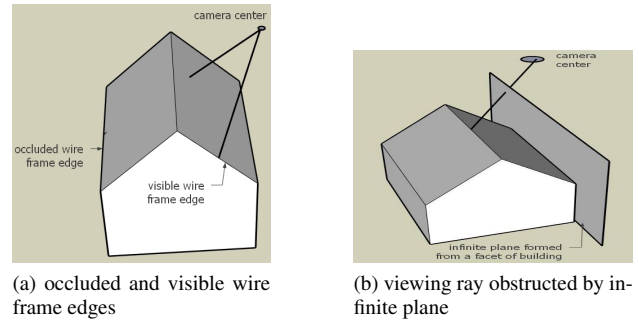 camera center
occluded wire
frame edge
visible wire
frame edge
(a) occluded and visible wire
frame edges
camera
center
infinite plane formed
from a facet of building
(b) viewing ray obstructed by in-
finite plane